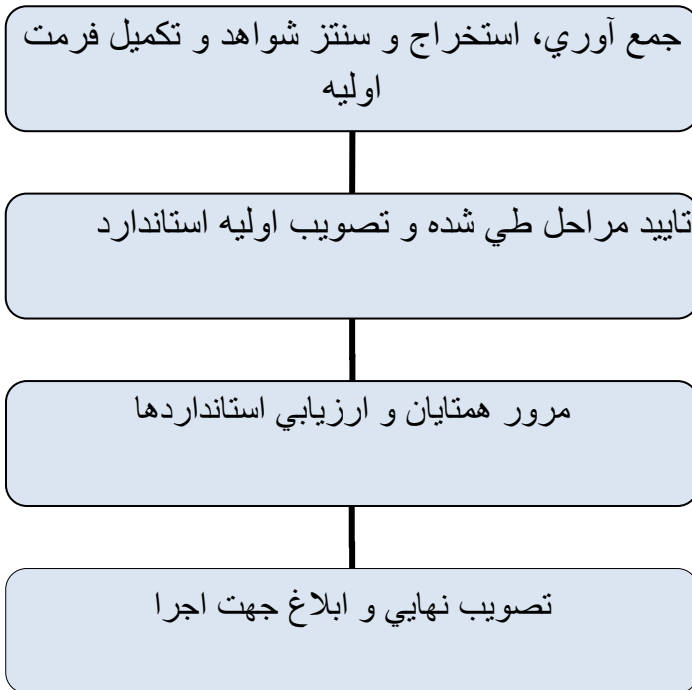 جمع آوري، استخراج و سنتز شواهد و تكميل فرمت
اوليه
تاييد مراحل طي شده و تصويب اوليه استاندارد
مرور همتايان و ارزيابي استانداردها
تصويب نهايي و ابلاغ جهت اجرا